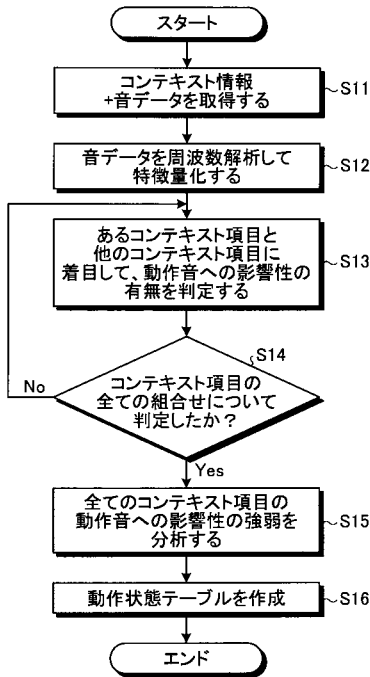 スタート
コンテキスト情報
+音データを取得する
S11
音データを周波数解析して
特徴量化する
S12
あるコンテキスト項目と
他のコンテキスト項目に
着目して、動作音への影響性の
有無を判定する
S13
S14
コンテキスト項目の
全ての組合せについて
判定したか？
No
Yes
全てのコンテキスト項目の
動作音への影響性の強弱を
分析する
S15
動作状態テーブルを作成
S16
エンド